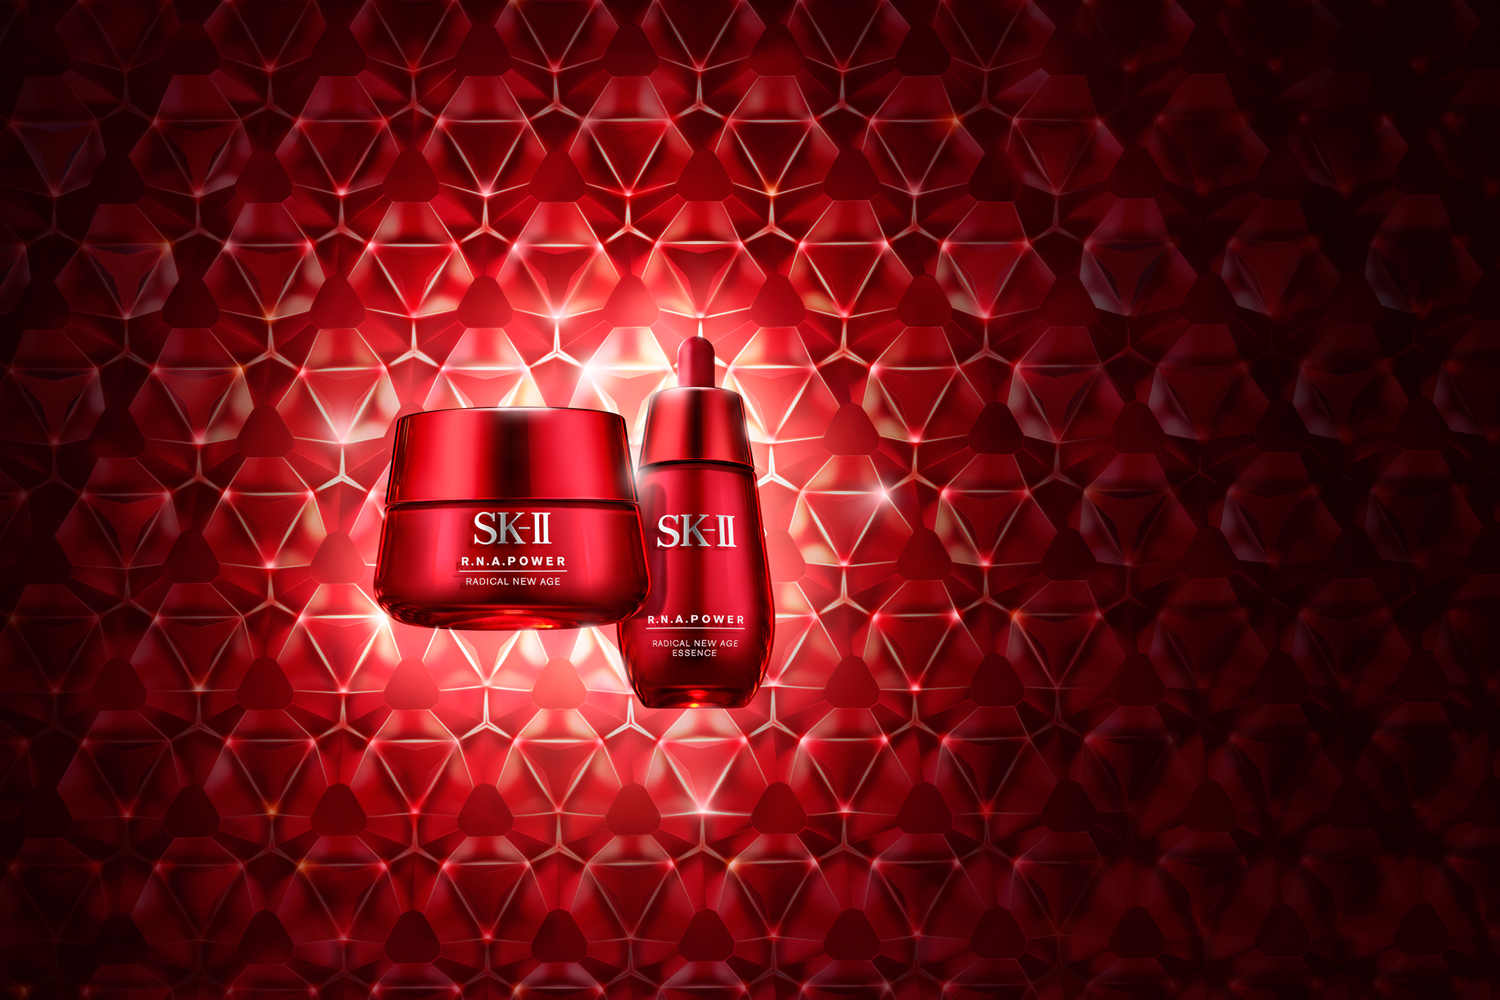 SK-II
R.N.A.POWER
RADICAL NEW AGE
SK-II
R.N.A.POWER
RADICAL NEW AGE
ESSENCE